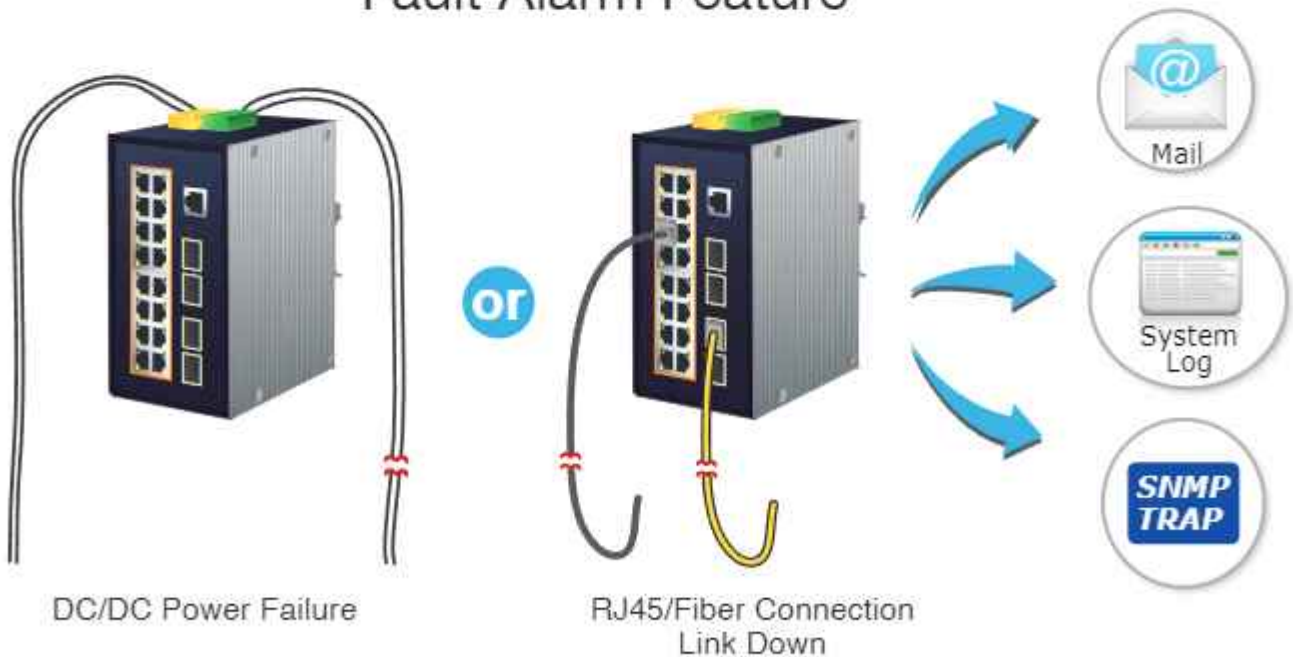 Fault Alarm Feature
Mail
or
System
Log
SNMP
TRAP
DC/DC Power Failure
RJ45/Fiber Connection
Link Down